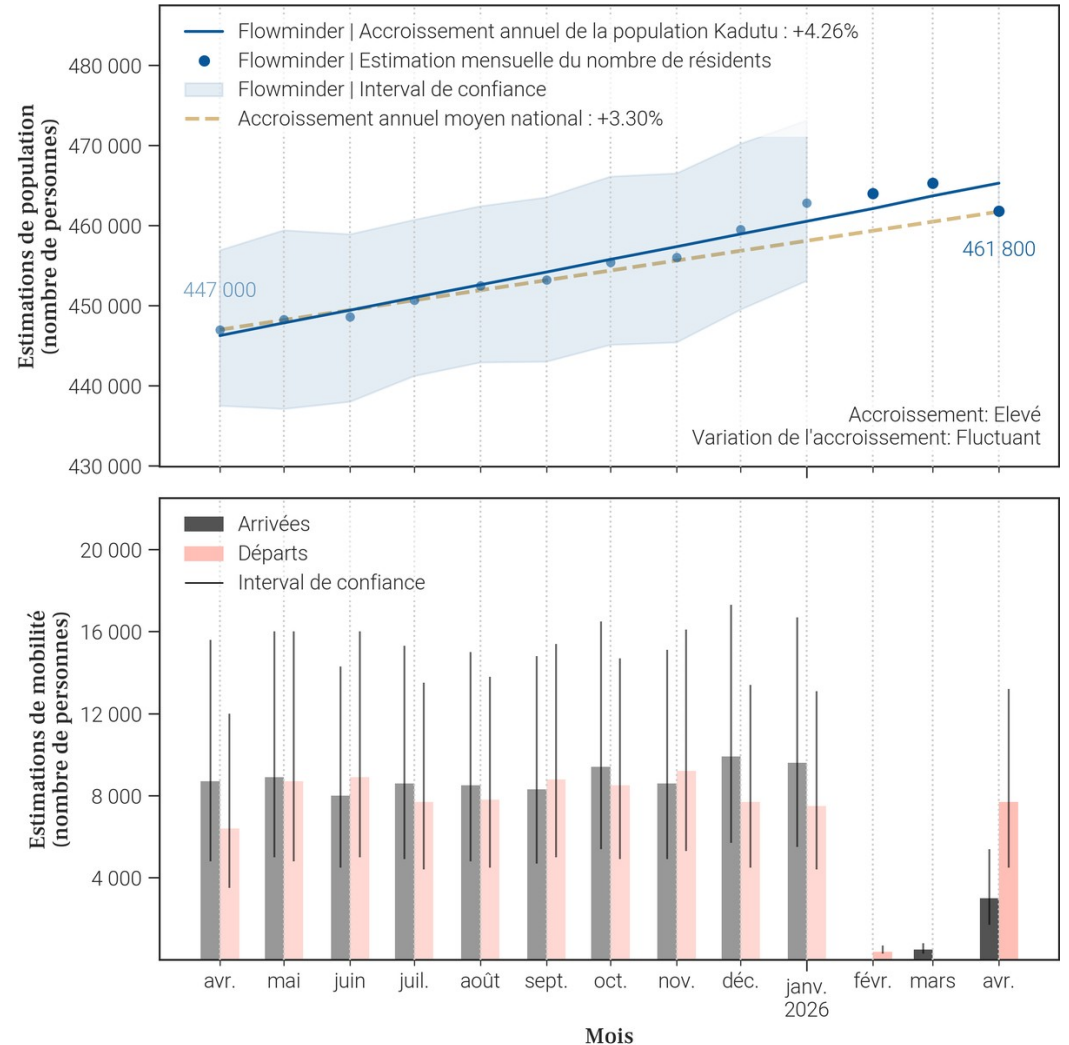 Flowminder | Accroissement annuel de la population Kadutu : +4.26%
Flowminder | Estimation mensuelle du nombre de résidents
Flowminder | Interval de confiance
Accroissement annuel moyen national : +3.30%
Estimations de population
(nombre de personnes)
480 000
470 000
460 000
450 000
440 000
430 000
447 000
461 800
Accroissement: Elevé
Variation de l'accroissement: Fluctuant
Arrivées
Départs
Interval de confiance
Estimations de mobilité
(nombre de personnes)
20 000
16 000
12 000
8 000
4 000
avr. mai juin juil. août sept. oct. nov. déc. janv. févr. mars avr.
2026
Mois